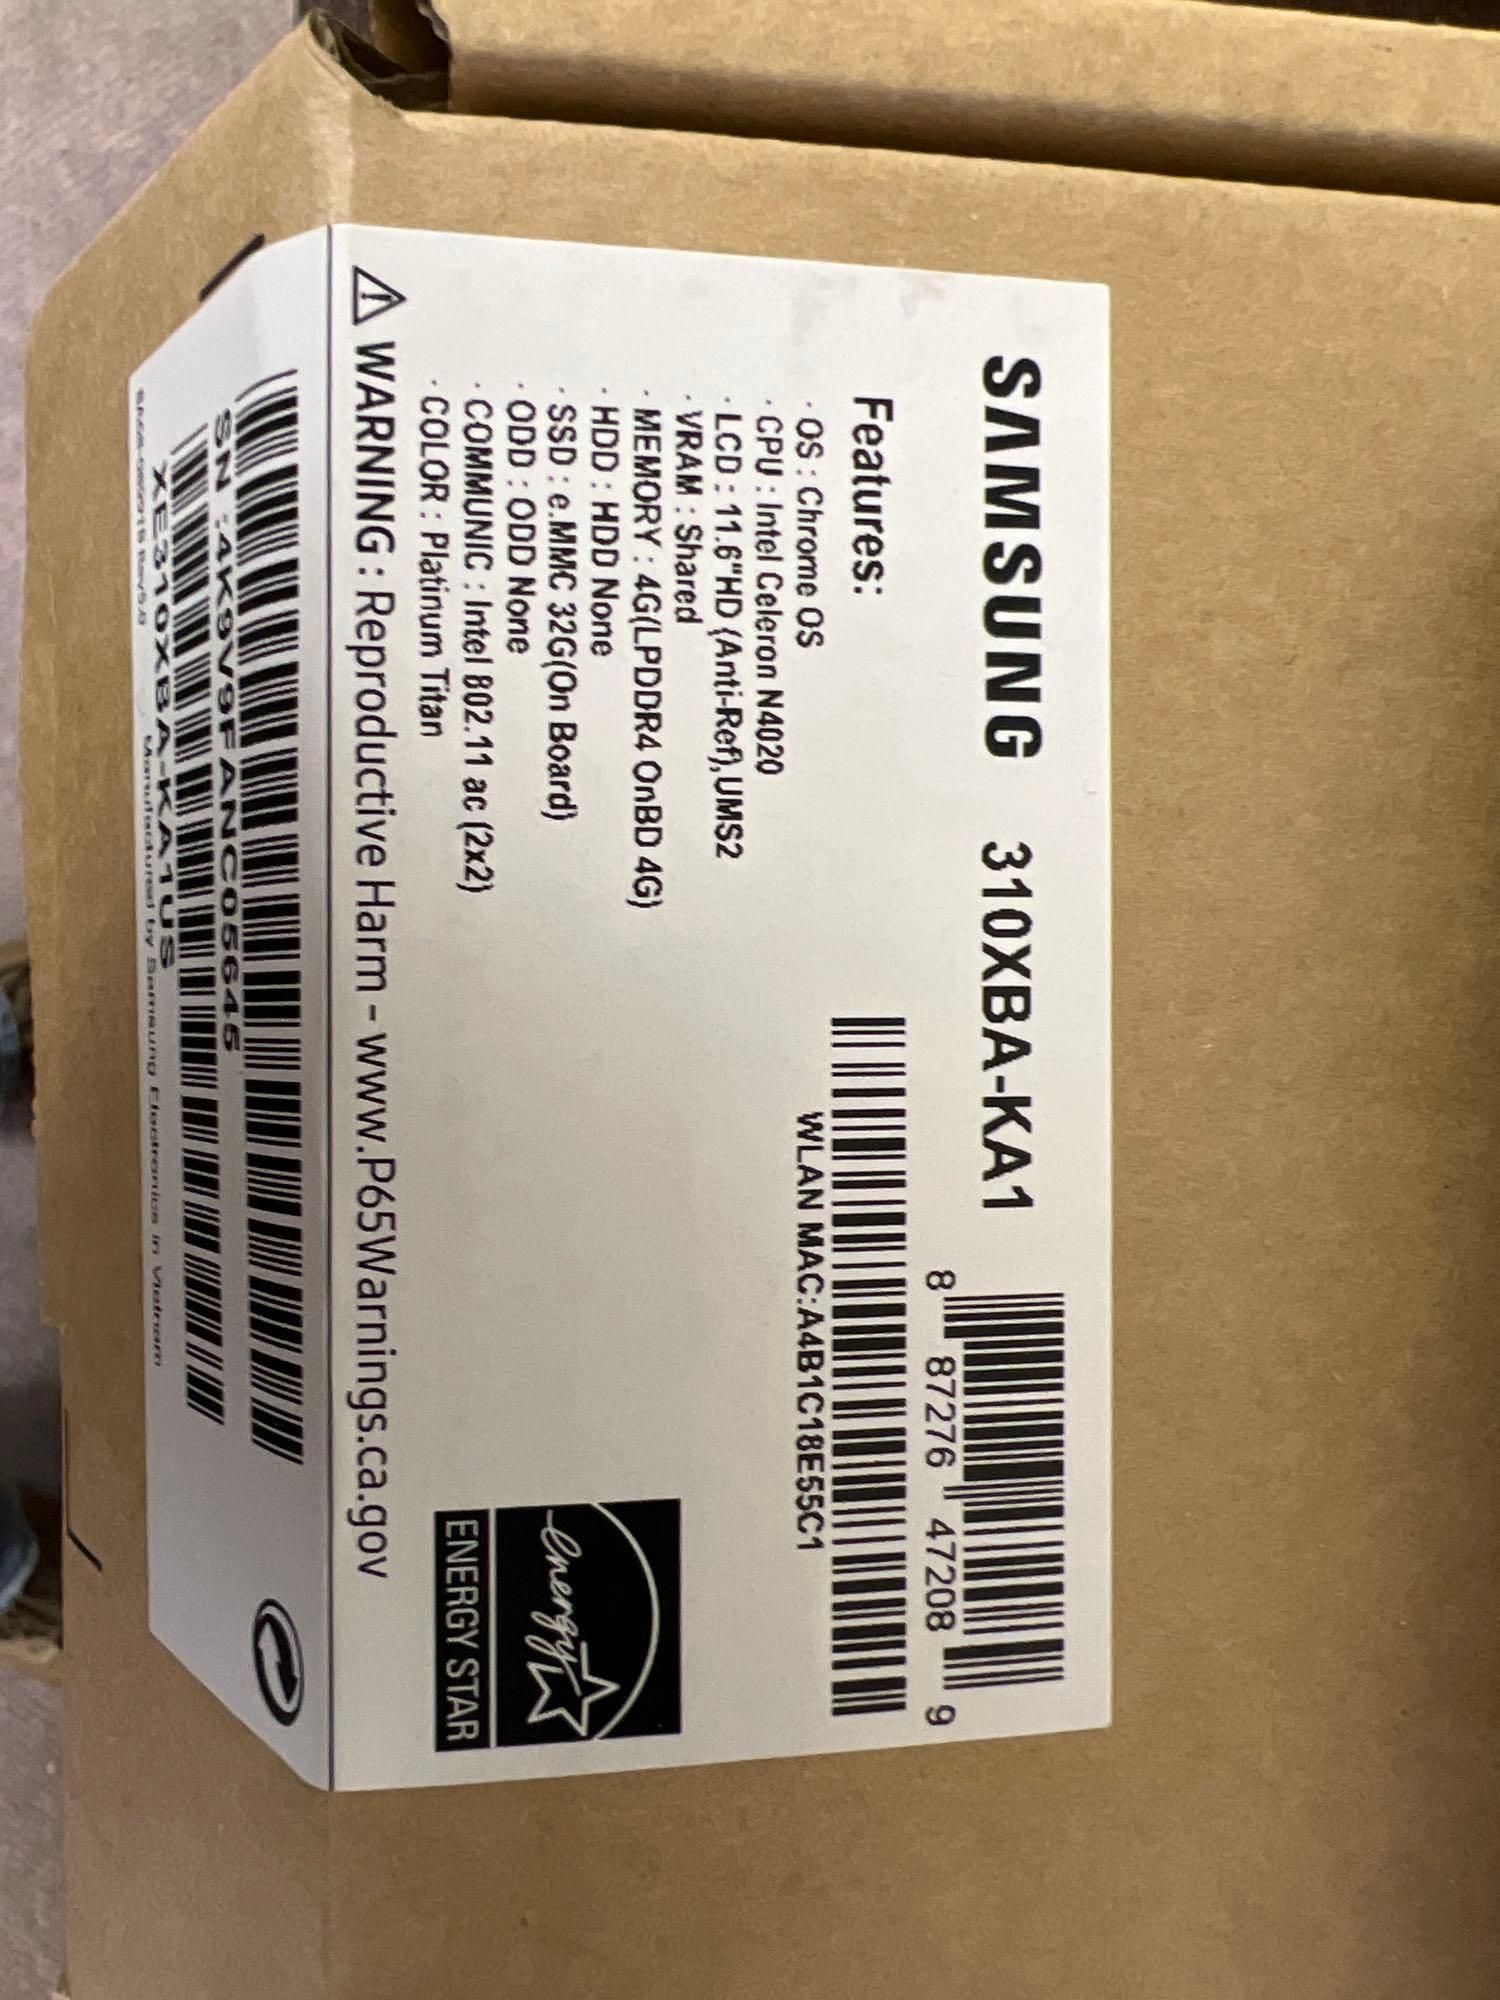 SAMSUNG 310XBA-KA1
8 87276 47208 9
Features:
· OS : Chrome OS
· CPU : Intel Celeron N4020
· LCD : 11.6"HD (Anti-Ref),UMS2
· VRAM : Shared
· MEMORY : 4G(LPDDR4 OnBD 4G)
· HDD : HDD None
· SSD : e.MMC 32G(On Board)
· ODD : ODD None
· COMMUNIC : Intel 802.11 ac (2x2)
· COLOR : Platinum Titan
WLAN MAC:A4B1C18E55C1
energy
ENERGY STAR
WARNING : Reproductive Harm - www.P65Warnings.ca.gov
SN :4K9V9FANC05645
XE310XBA-KA1US
Manufactured by Samsung Electronics in Vietnam